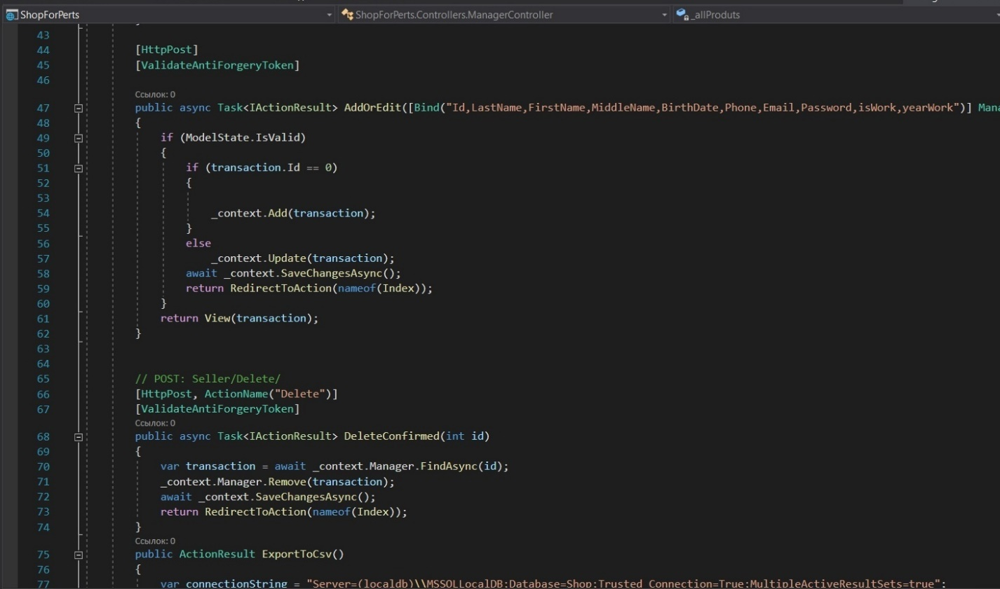 ShopForPerts ShopForPerts.Controllers.ManagerController _allProduts
43
44 [HttpPost]
45 [ValidateAntiForgeryToken]
46
Ссылок: 0
47 public async Task<IActionResult> AddOrEdit([Bind("Id,LastName,FirstName,MiddleName,BirthDate,Phone,Email,Password,isWork,yearWork")] Mana
48 {
49 if (ModelState.IsValid)
50 {
51 if (transaction.Id == 0)
52 {
53
54 _context.Add(transaction);
55 }
56 else
57 _context.Update(transaction);
58 await _context.SaveChangesAsync();
59 return RedirectToAction(nameof(Index));
60 }
61 return View(transaction);
62 }
63
64
65 // POST: Seller/Delete/
66 [HttpPost, ActionName("Delete")]
67 [ValidateAntiForgeryToken]
Ссылок: 0
68 public async Task<IActionResult> DeleteConfirmed(int id)
69 {
70 var transaction = await _context.Manager.FindAsync(id);
71 _context.Manager.Remove(transaction);
72 await _context.SaveChangesAsync();
73 return RedirectToAction(nameof(Index));
74 }
Ссылок: 0
75 public ActionResult ExportToCsv()
76 {
77 var connectionString = "Server=(localdb)\\MSSQLLocalDB;Database=Shop;Trusted_Connection=True;MultipleActiveResultSets=true";